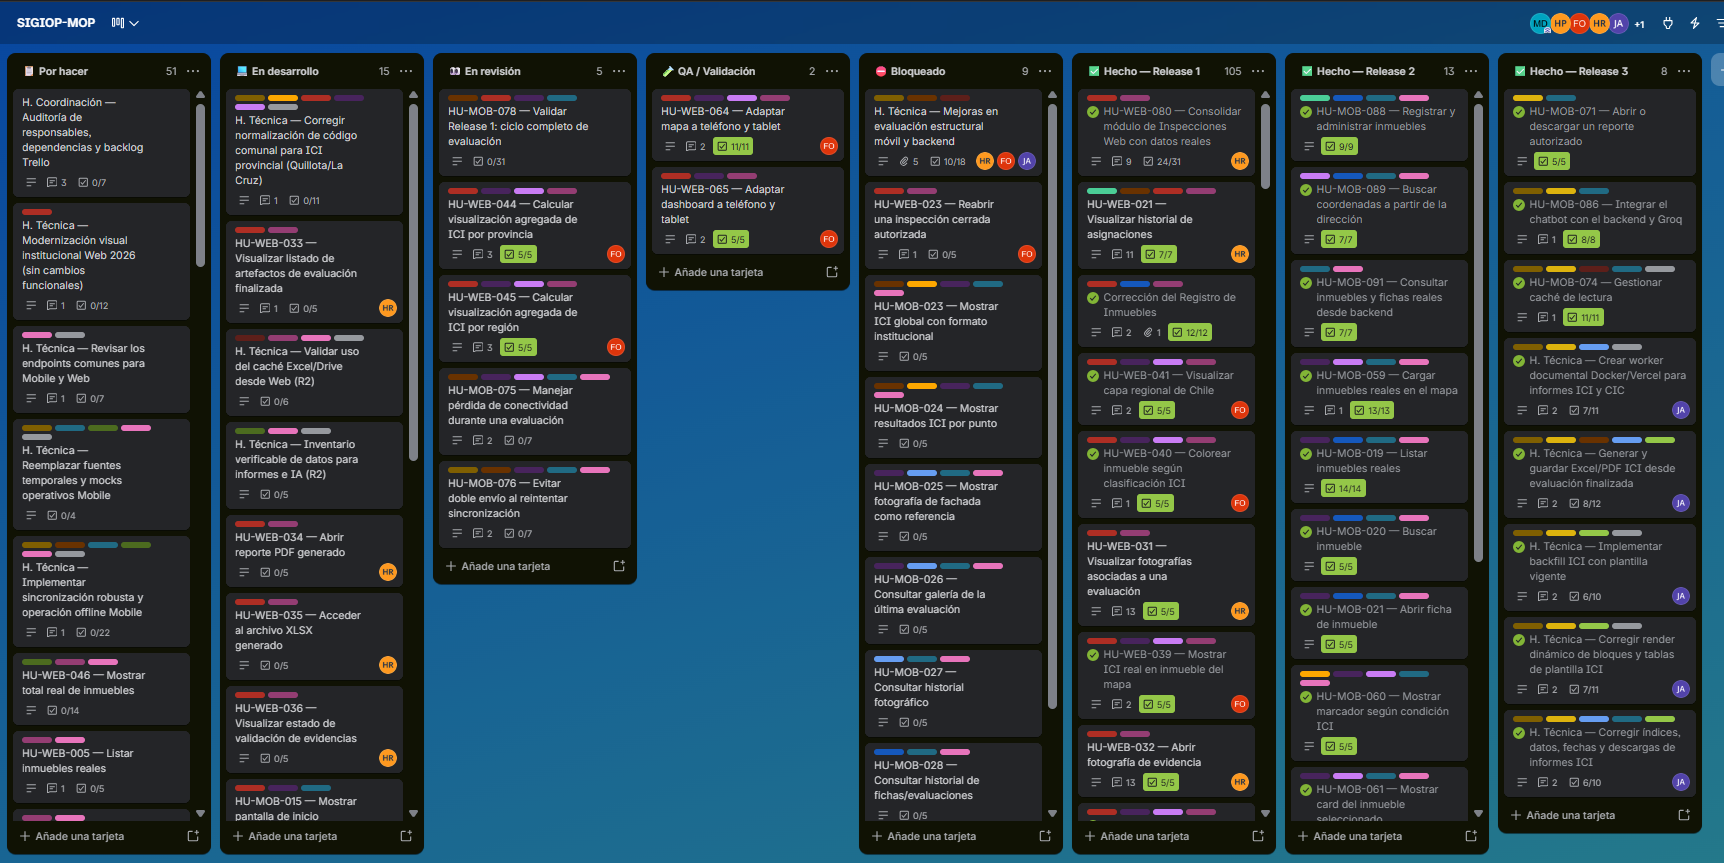 SIGIOP-MOP
MD HP FO HR JA +1
Por hacer 51
H. Coordinación —
Auditoría de
responsables,
dependencias y backlog
Trello
3 0/7
H. Técnica —
Modernización visual
institucional Web 2026
(sin cambios
funcionales)
1 0/12
H. Técnica — Revisar los
endpoints comunes para
Mobile y Web
1 0/7
H. Técnica —
Reemplazar fuentes
temporales y mocks
operativos Mobile
0/4
H. Técnica —
Implementar
sincronización robusta y
operación offline Mobile
1 0/22
HU-WEB-046 — Mostrar
total real de inmuebles
0/14
HU-WEB-005 — Listar
inmuebles reales
1 0/5
Añade una tarjeta
En desarrollo 15
H. Técnica — Corregir
normalización de código
comunal para ICI
provincial (Quillota/La
Cruz)
1 0/11
HU-WEB-033 —
Visualizar listado de
artefactos de evaluación
finalizada
1 0/5 HR
H. Técnica — Validar uso
del caché Excel/Drive
desde Web (R2)
0/6
H. Técnica — Inventario
verificable de datos para
informes e IA (R2)
0/5
HU-WEB-034 — Abrir
reporte PDF generado
0/5 HR
HU-WEB-035 — Acceder
al archivo XLSX
generado
0/5 HR
HU-WEB-036 —
Visualizar estado de
validación de evidencias
0/5 HR
HU-MOB-015 — Mostrar
pantalla de inicio
Añade una tarjeta
En revisión 5
HU-MOB-078 — Validar
Release 1: ciclo completo de
evaluación
0/31
HU-WEB-044 — Calcular
visualización agregada de
ICI por provincia
3 5/5 FO
HU-WEB-045 — Calcular
visualización agregada de
ICI por región
3 5/5 FO
HU-MOB-075 — Manejar
pérdida de conectividad
durante una evaluación
2 0/7
HU-MOB-076 — Evitar
doble envío al reintentar
sincronización
2 0/7
Añade una tarjeta
QA / Validación 2
HU-WEB-064 — Adaptar
mapa a teléfono y tablet
2 11/11 FO
HU-WEB-065 — Adaptar
dashboard a teléfono y
tablet
2 5/5 FO
Añade una tarjeta
Bloqueado 9
H. Técnica — Mejoras en
evaluación estructural
móvil y backend
5 10/18 HR FO JA
HU-WEB-023 — Reabrir
una inspección cerrada
autorizada
1 0/5 FO
HU-MOB-023 — Mostrar
ICI global con formato
institucional
0/5
HU-MOB-024 — Mostrar
resultados ICI por punto
0/5
HU-MOB-025 — Mostrar
fotografía de fachada
como referencia
0/5
HU-MOB-026 —
Consultar galería de la
última evaluación
0/5
HU-MOB-027 —
Consultar historial
fotográfico
0/5
HU-MOB-028 —
Consultar historial de
fichas/evaluaciones
0/5
Añade una tarjeta
Hecho — Release 1 105
HU-WEB-080 — Consolidar
módulo de Inspecciones
Web con datos reales
9 24/31 HR
HU-WEB-021 —
Visualizar historial de
asignaciones
11 7/7 HR
Corrección del Registro de
Inmuebles
2 1 12/12
HU-WEB-041 — Visualizar
capa regional de Chile
2 5/5 FO
HU-WEB-040 — Colorear
inmueble según
clasificación ICI
1 5/5 FO
HU-WEB-031 —
Visualizar fotografías
asociadas a una
evaluación
13 5/5 HR
HU-WEB-039 — Mostrar
ICI real en inmueble del
mapa
2 5/5 FO
HU-WEB-032 — Abrir
fotografía de evidencia
13 5/5 HR
Añade una tarjeta
Hecho — Release 2 13
HU-MOB-088 — Registrar y
administrar inmuebles
9/9
HU-MOB-089 — Buscar
coordenadas a partir de la
dirección
7/7
HU-MOB-091 — Consultar
inmuebles y fichas reales
desde backend
7/7
HU-MOB-059 — Cargar
inmuebles reales en el mapa
1 13/13
HU-MOB-019 — Listar
inmuebles reales
14/14
HU-MOB-020 — Buscar
inmueble
5/5
HU-MOB-021 — Abrir ficha
de inmueble
5/5
HU-MOB-060 — Mostrar
marcador según condición
ICI
5/5
HU-MOB-061 — Mostrar
card del inmueble
seleccionado
Añade una tarjeta
Hecho — Release 3 8
HU-MOB-071 — Abrir o
descargar un reporte
autorizado
5/5
HU-MOB-086 — Integrar el
chatbot con el backend y Groq
1 8/8
HU-MOB-074 — Gestionar
caché de lectura
1 11/11
H. Técnica — Crear worker
documental Docker/Vercel para
informes ICI y CIC
2 7/11 JA
H. Técnica — Generar y
guardar Excel/PDF ICI desde
evaluación finalizada
2 8/12 JA
H. Técnica — Implementar
backfill ICI con plantilla
vigente
2 6/10 JA
H. Técnica — Corregir render
dinámico de bloques y tablas
de plantilla ICI
2 7/11 JA
H. Técnica — Corregir índices,
datos, fechas y descargas de
informes ICI
2 6/10 JA
Añade una tarjeta